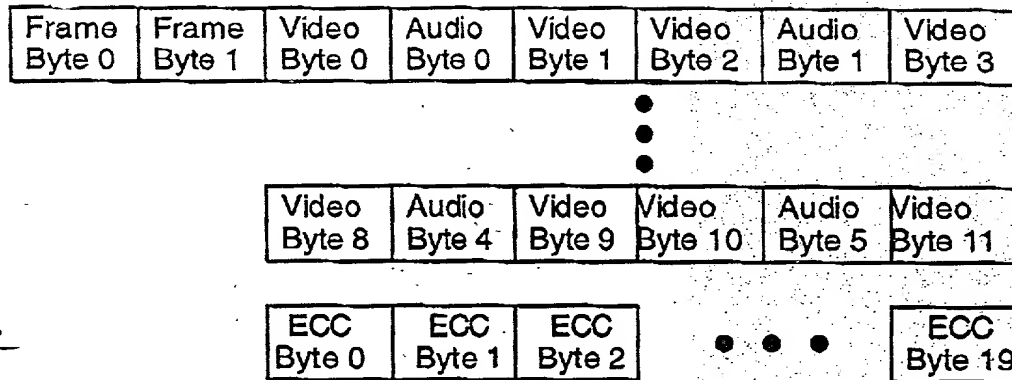 Frame Frame Video Audio Video Video Audio Video
Byte 0 Byte 1 Byte 0 Byte 0 Byte 1 Byte 2 Byte 1 Byte 3
Video Audio Video Video Audio Video
Byte 8 Byte 4 Byte 9 Byte 10 Byte 5 Byte 11
ECC ECC ECC ECC
Byte 0 Byte 1 Byte 2 Byte 19